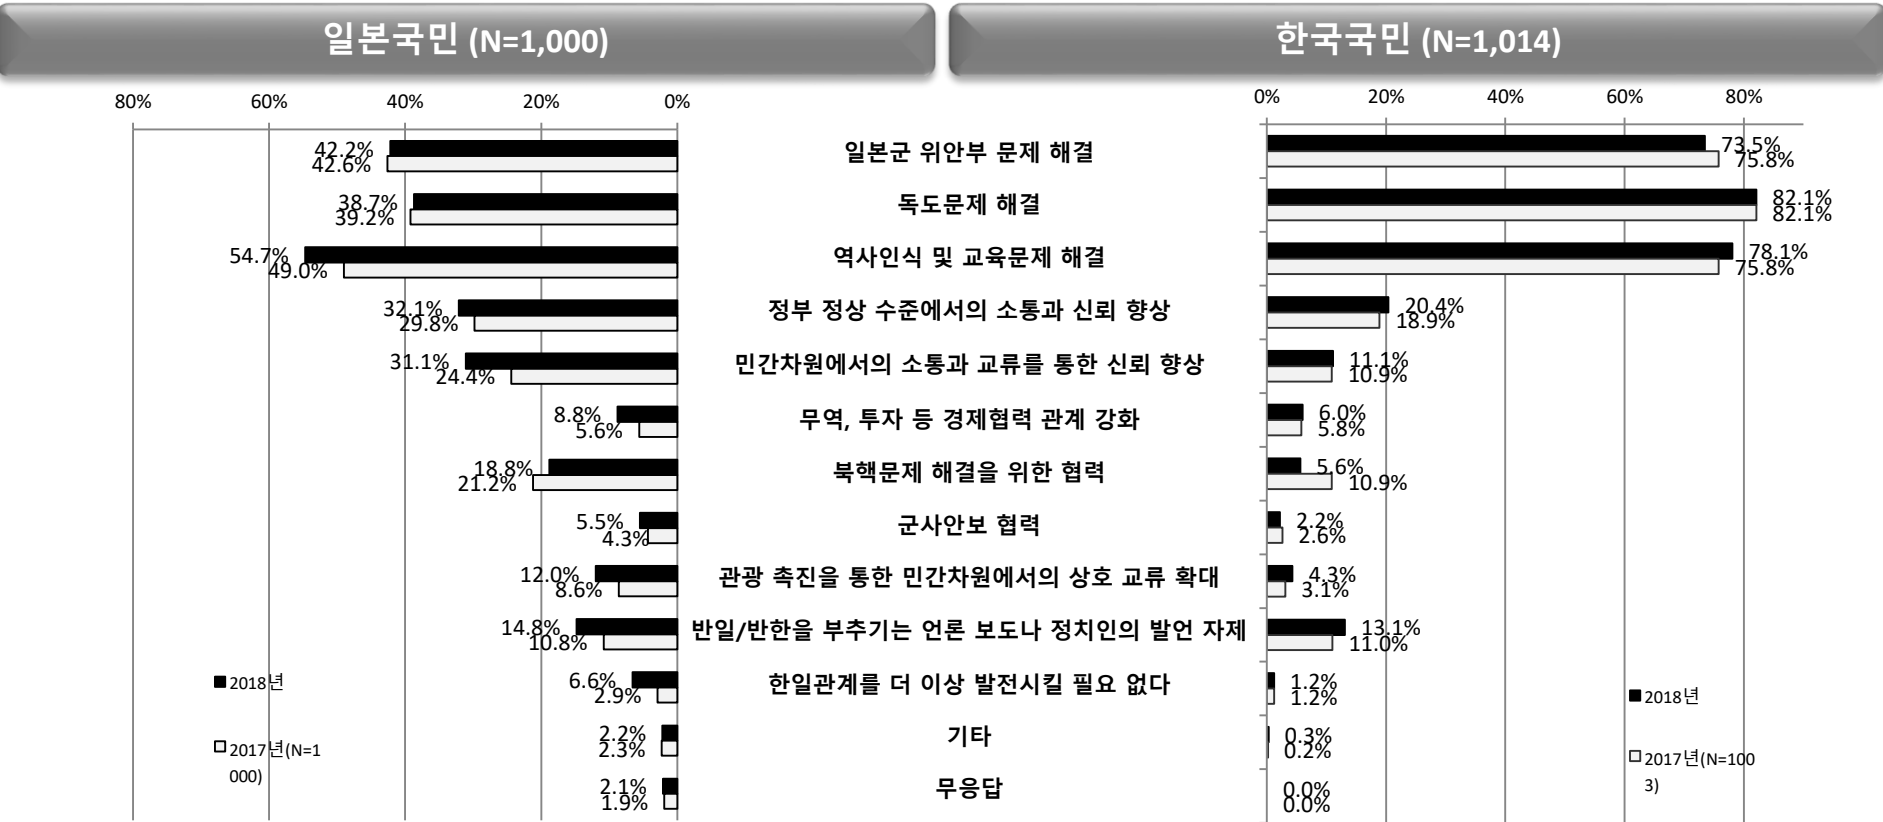 일본국민 (N=1,000)
한국국민 (N=1,014)
80% 60% 40% 20% 0%
0% 20% 40% 60% 80%
42.2%
42.6%
일본군 위안부 문제 해결
73.5%
75.8%
38.7%
39.2%
독도문제 해결
82.1%
82.1%
54.7%
49.0%
역사인식 및 교육문제 해결
78.1%
75.8%
32.1%
29.8%
정부 정상 수준에서의 소통과 신뢰 향상
20.4%
18.9%
31.1%
24.4%
민간차원에서의 소통과 교류를 통한 신뢰 향상
11.1%
10.9%
8.8%
5.6%
무역, 투자 등 경제협력 관계 강화
6.0%
5.8%
18.8%
21.2%
북핵문제 해결을 위한 협력
5.6%
10.9%
5.5%
4.3%
군사안보 협력
2.2%
2.6%
12.0%
8.6%
관광 촉진을 통한 민간차원에서의 상호 교류 확대
4.3%
3.1%
14.8%
10.8%
반일/반한을 부추기는 언론 보도나 정치인의 발언 자제
13.1%
11.0%
6.6%
2.9%
한일관계를 더 이상 발전시킬 필요 없다
1.2%
1.2%
2.2%
2.3%
기타
0.3%
0.2%
2.1%
1.9%
무응답
0.0%
0.0%
2018년
2017년(N=1
000)
2018년
2017년(N=100
3)